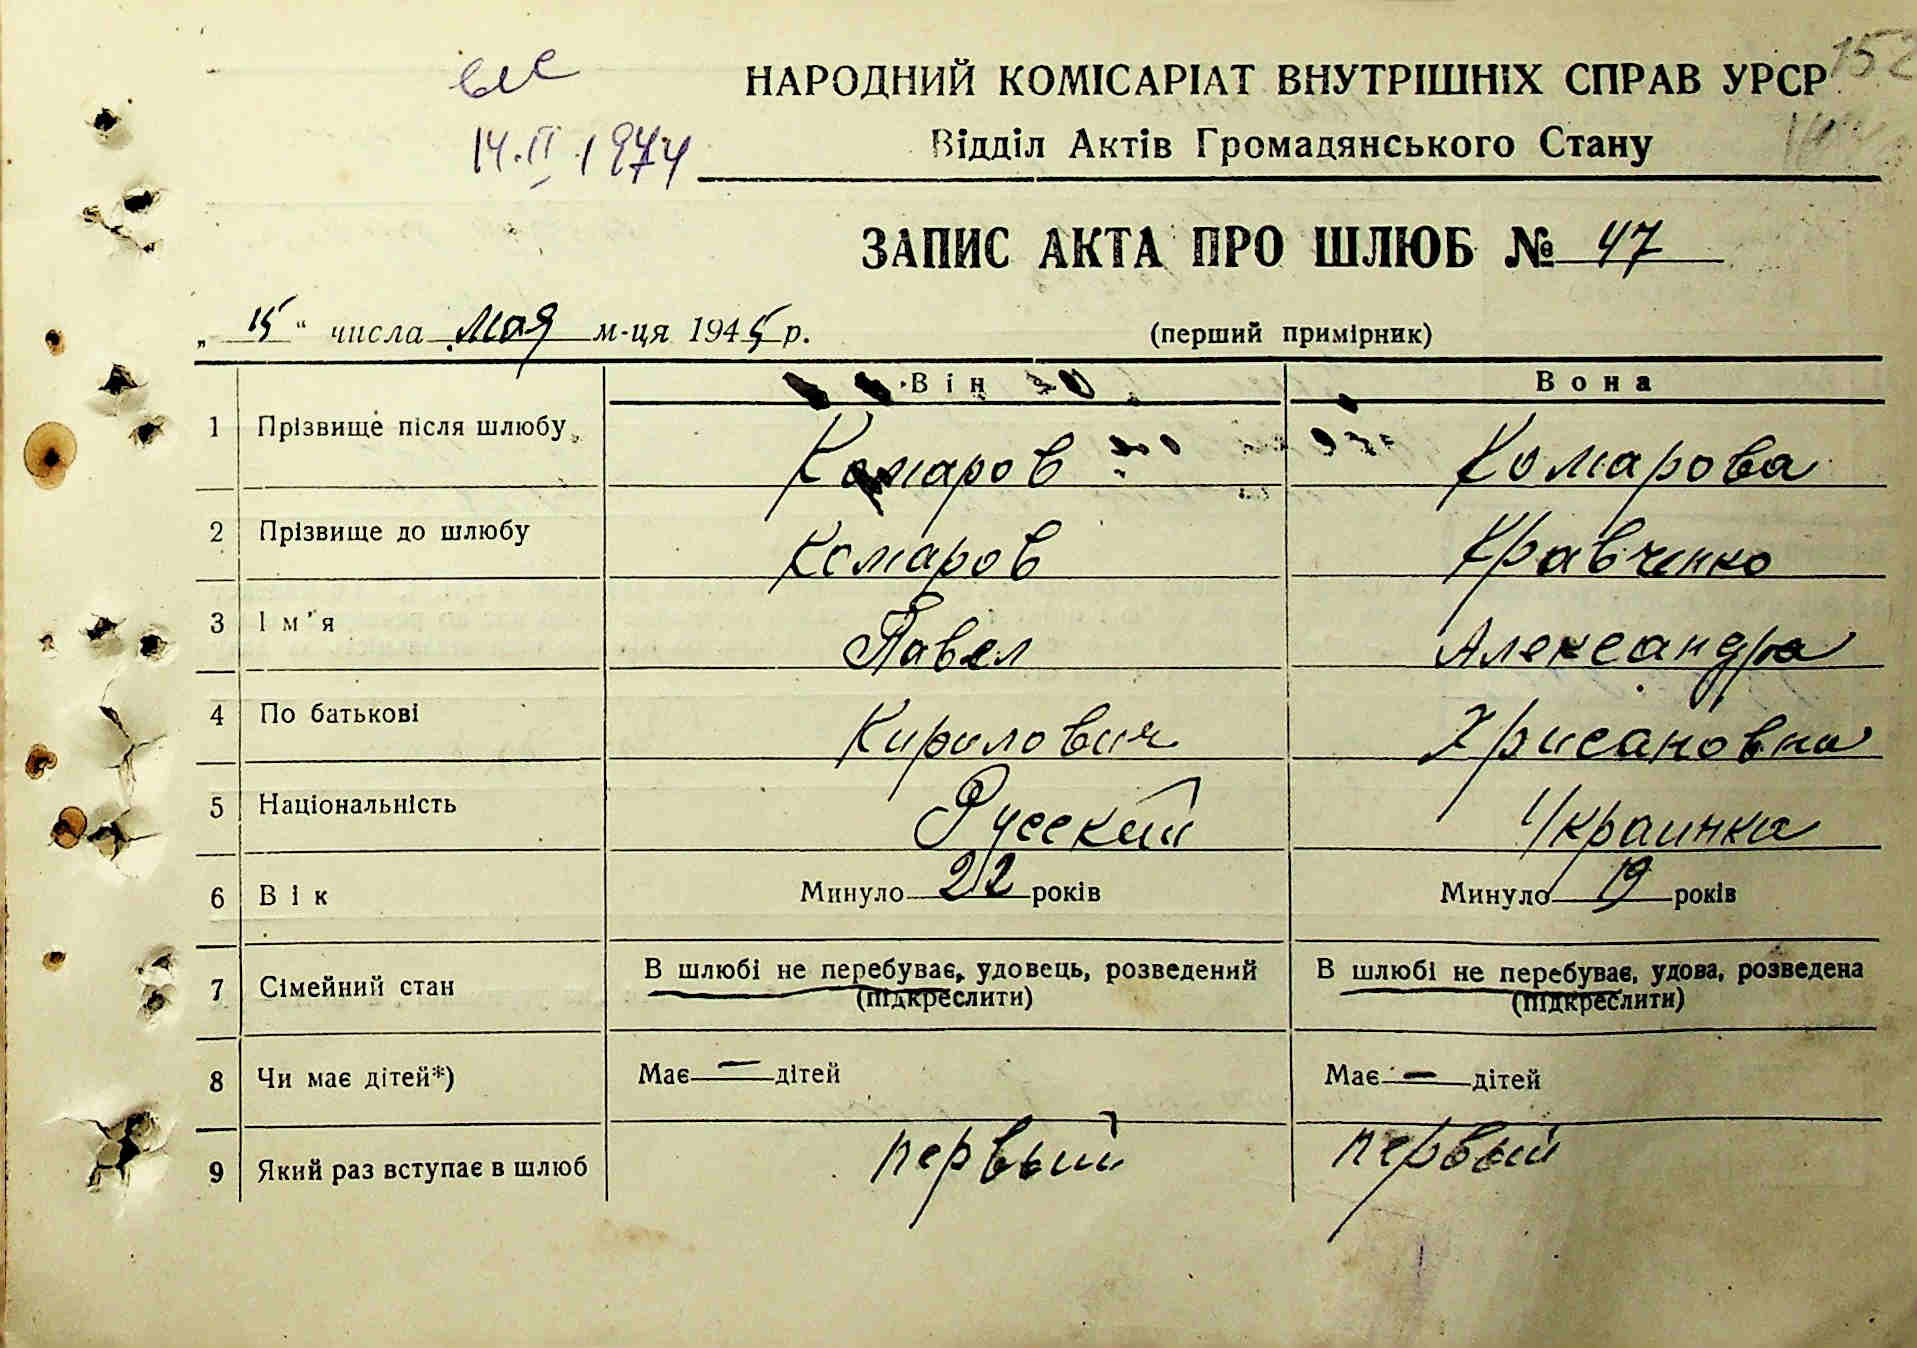 152
14.II.1974
НАРОДНИЙ КОМІСАРІАТ ВНУТРІШНІХ СПРАВ УРСР
Відділ Актів Громадянського Стану
ЗАПИС АКТА ПРО ШЛЮБ № 47
„15“ числа мая м-ця 1945 р.
(перший примірник)
Він Вона
1 Прізвище після шлюбу Комаров Комарова
2 Прізвище до шлюбу Комаров Кравченко
3 Ім'я Павел Александра
4 По батькові Кирилович Хрисановна
5 Національність Русский Украинка
6 Вік Минуло 22 років Минуло 19 років
7 Сімейний стан В шлюбі не перебуває, удовець, розведений В шлюбі не перебуває, удова, розведена
(підкреслити) (підкреслити)
8 Чи має дітей*) Має — дітей Має — дітей
9 Який раз вступає в шлюб первый первый